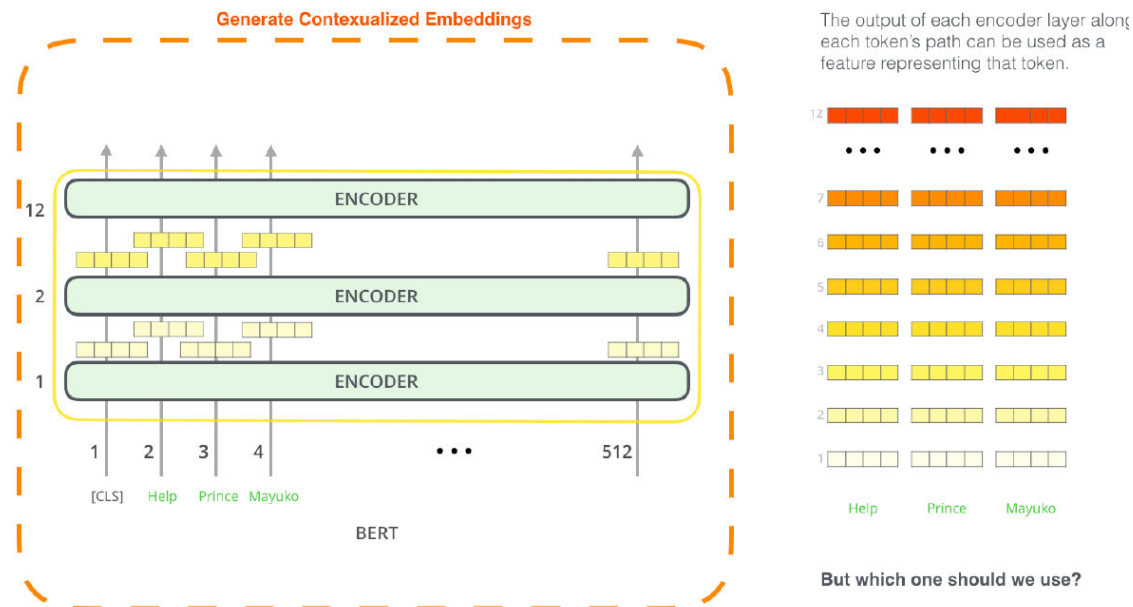 Generate Contexualized Embeddings
12
ENCODER
2
ENCODER
1
ENCODER
1 2 3 4 ••• 512
[CLS] Help Prince Mayuko
BERT
The output of each encoder layer along
each token's path can be used as a
feature representing that token.
12
••• ••• •••
7
6
5
4
3
2
1
Help Prince Mayuko
But which one should we use?